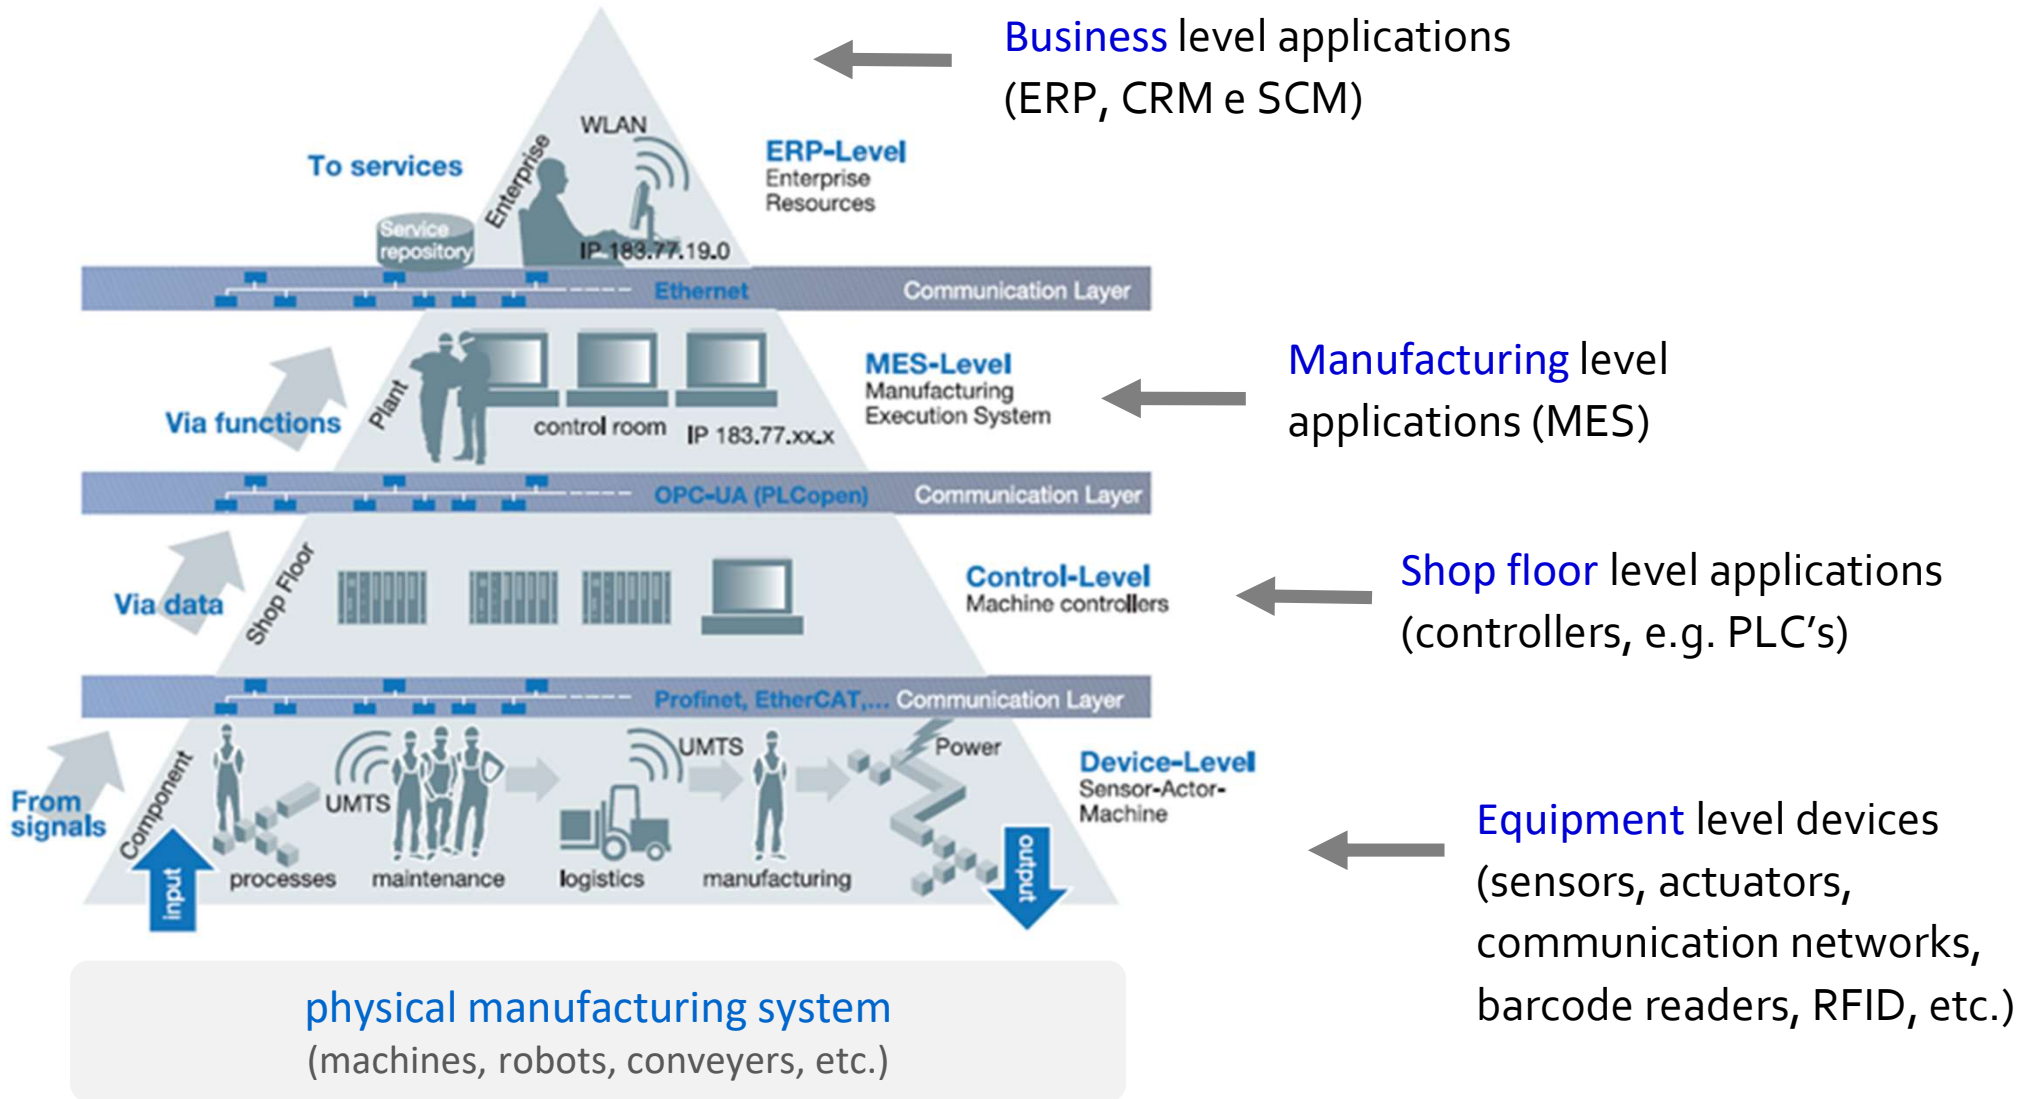 Business level applications
(ERP, CRM e SCM)
WLAN
Enterprise
To services
ERP-Level
Enterprise
Resources
Service
repository
IP 183.77.19.0
Ethernet
Communication Layer
Plant
control room
IP 183.77.xx.x
Via functions
MES-Level
Manufacturing
Execution System
Manufacturing level
applications (MES)
OPC-UA (PLCopen)
Communication Layer
Shop Floor
Via data
Control-Level
Machine controllers
Shop floor level applications
(controllers, e.g. PLC’s)
Profinet, EtherCAT,...
Communication Layer
Component
From
signals
UMTS
UMTS
Power
Device-Level
Sensor-Actor-
Machine
input
processes
maintenance
logistics
manufacturing
output
Equipment level devices
(sensors, actuators,
communication networks,
barcode readers, RFID, etc.)
physical manufacturing system
(machines, robots, conveyers, etc.)